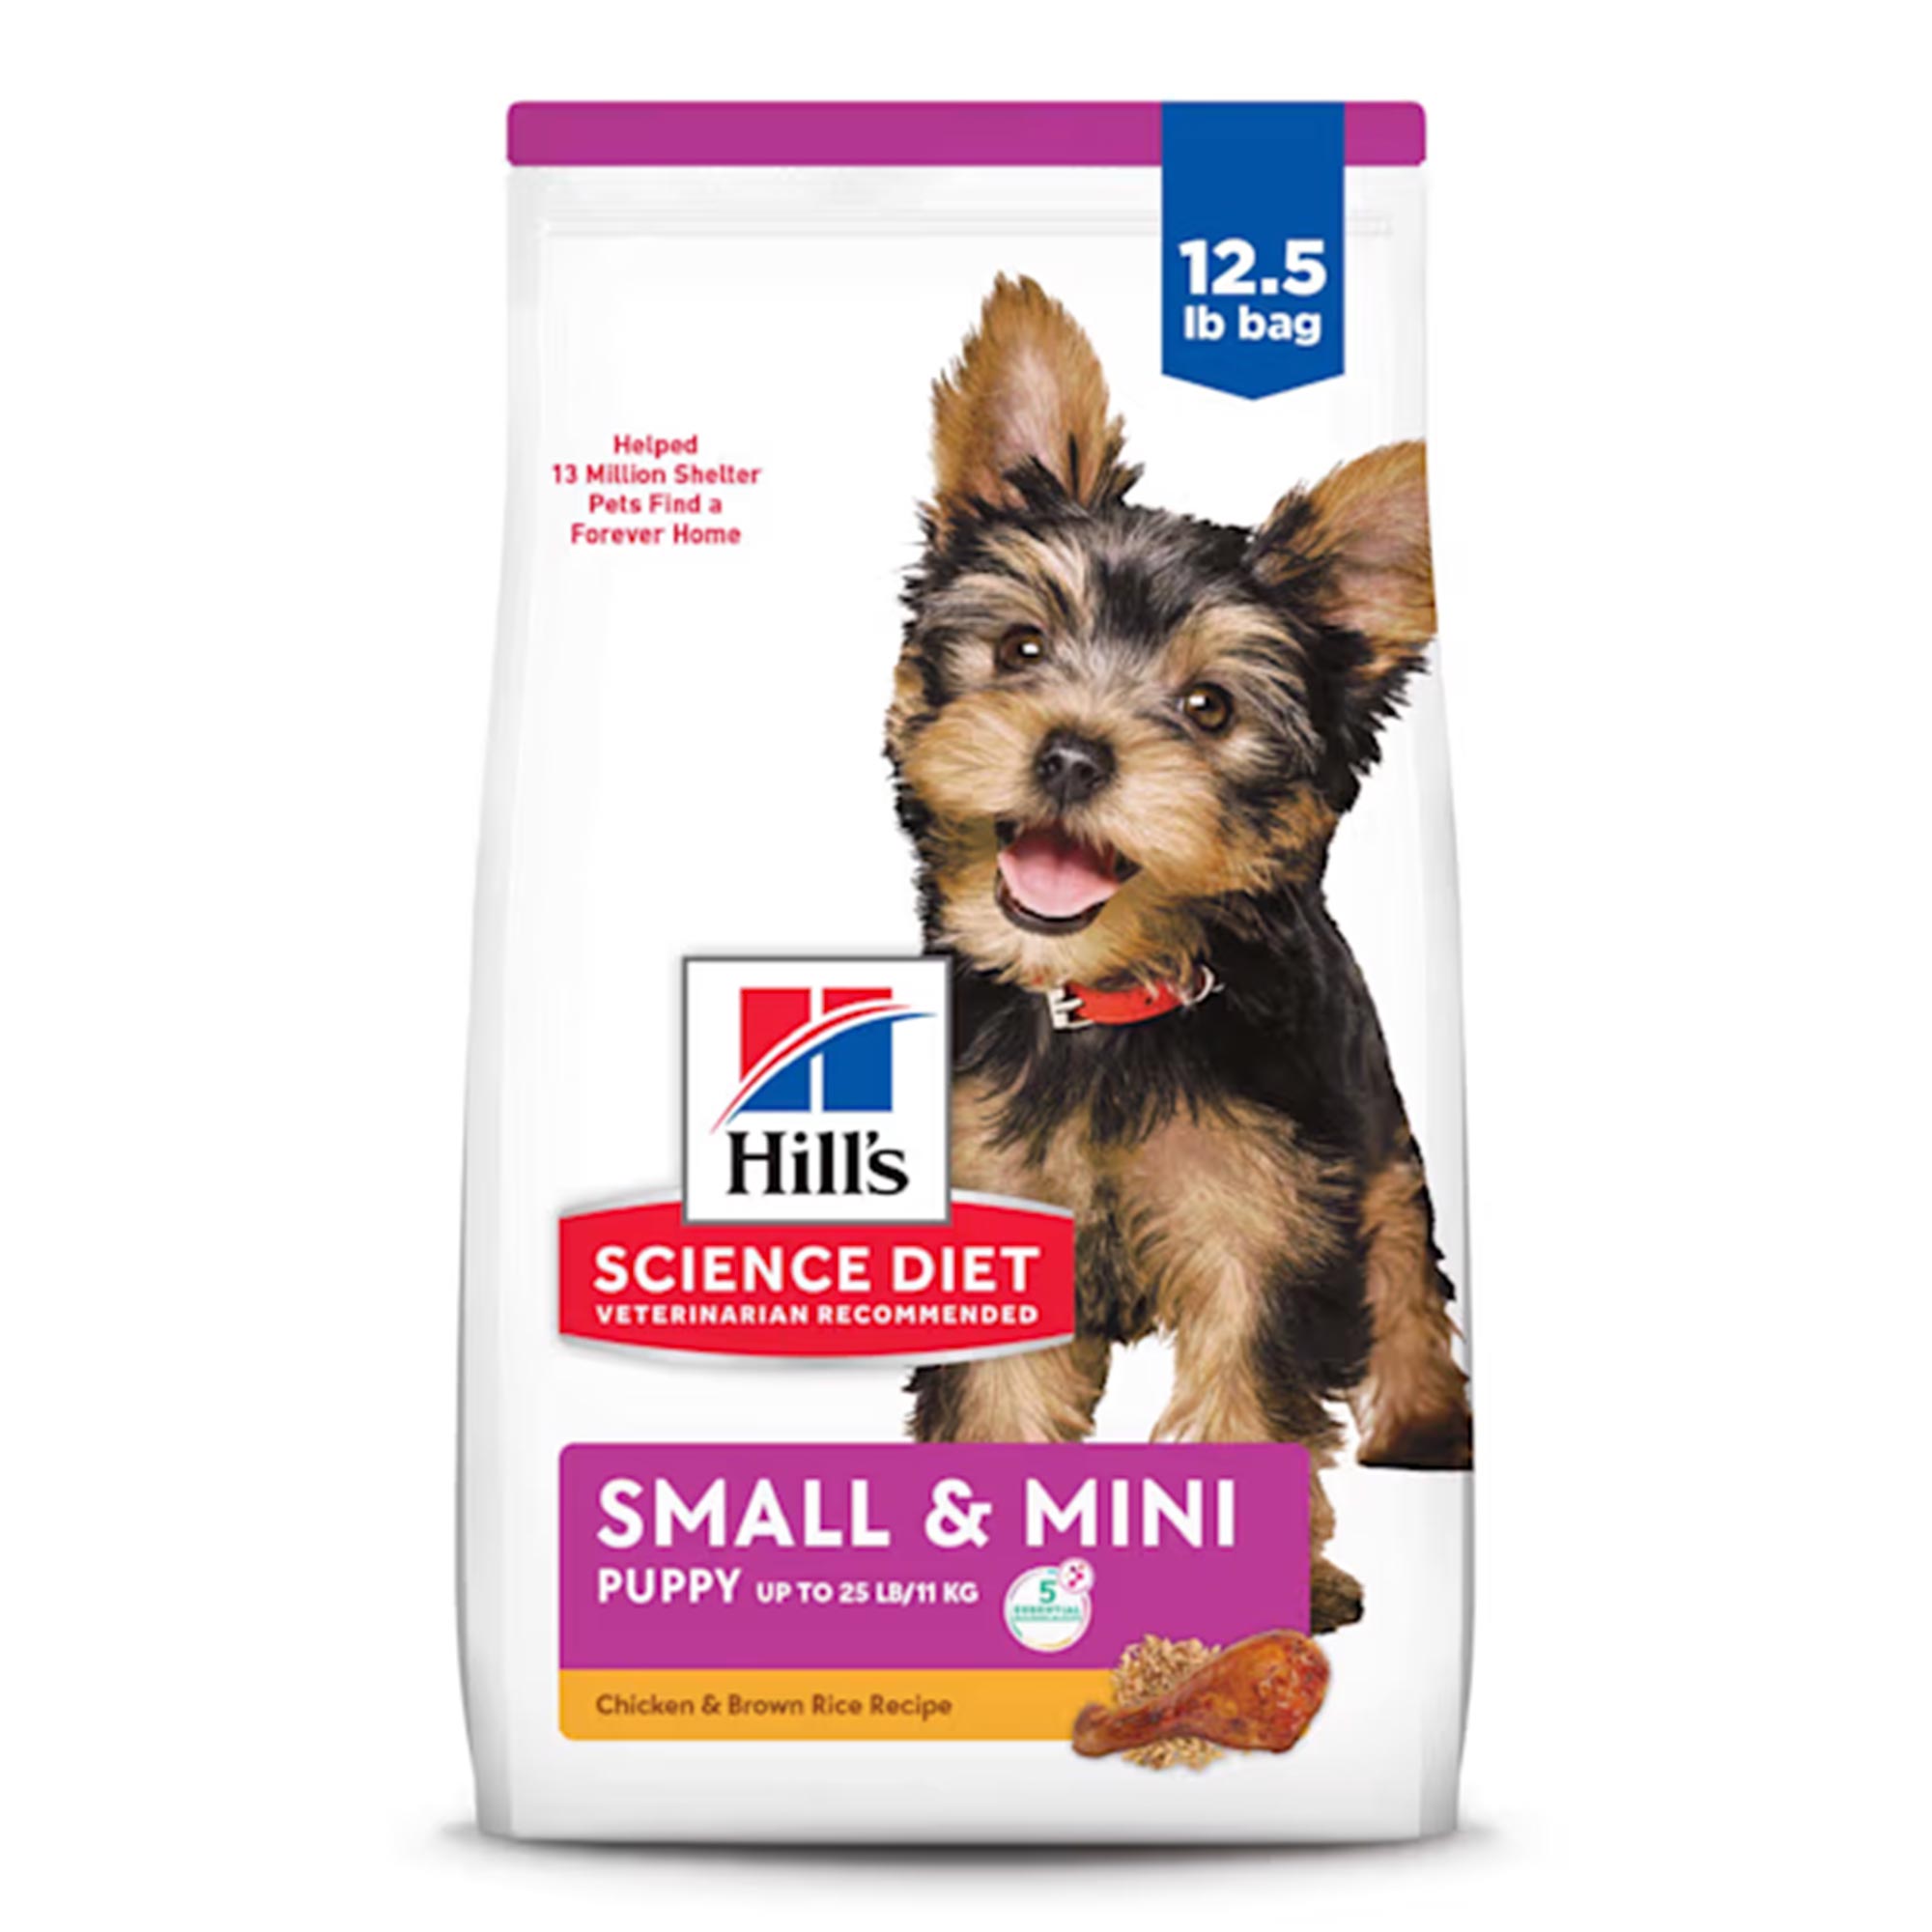 12.5
lb bag
Helped
13 Million Shelter
Pets Find a
Forever Home
Hill's
SCIENCE DIET
VETERINARIAN RECOMMENDED
SMALL & MINI
PUPPY UP TO 25 LB/11 KG
5
ESSENTIAL
Chicken & Brown Rice Recipe